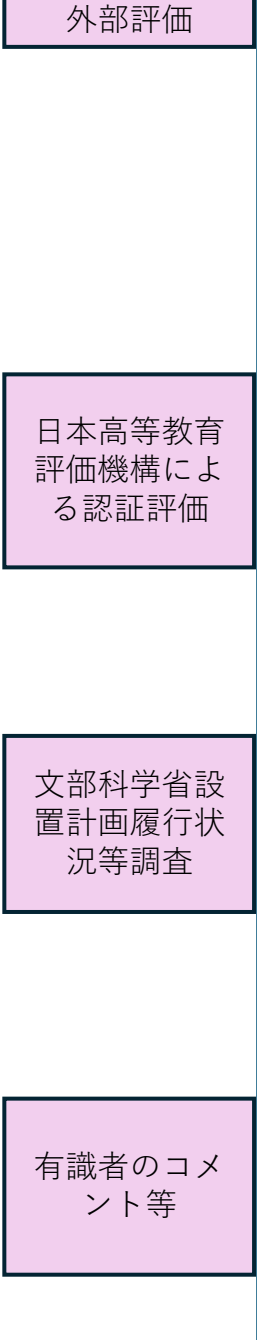 外部評価
日本高等教育
評価機構によ
る認証評価
文部科学省設
置計画履行状
況等調査
有識者のコメ
ント等